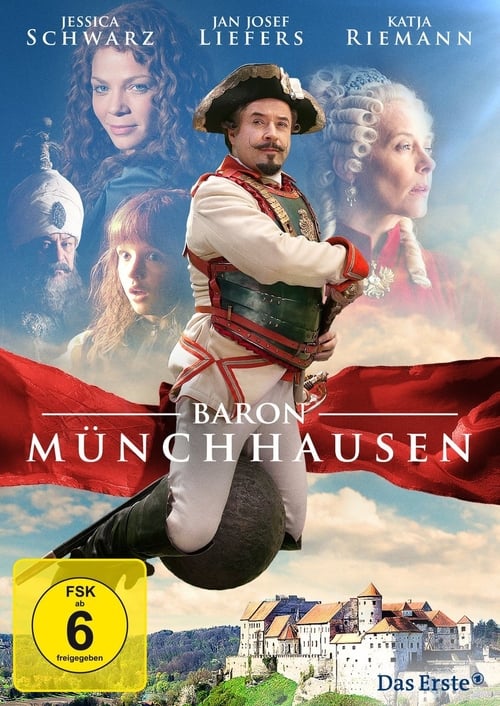 JESSICA
SCHWARZ
JAN JOSEF
LIEFERS
KATJA
RIEMANN
BARON
MÜNCHHAUSEN
FSK
ab
6
freigegeben
Das Erste